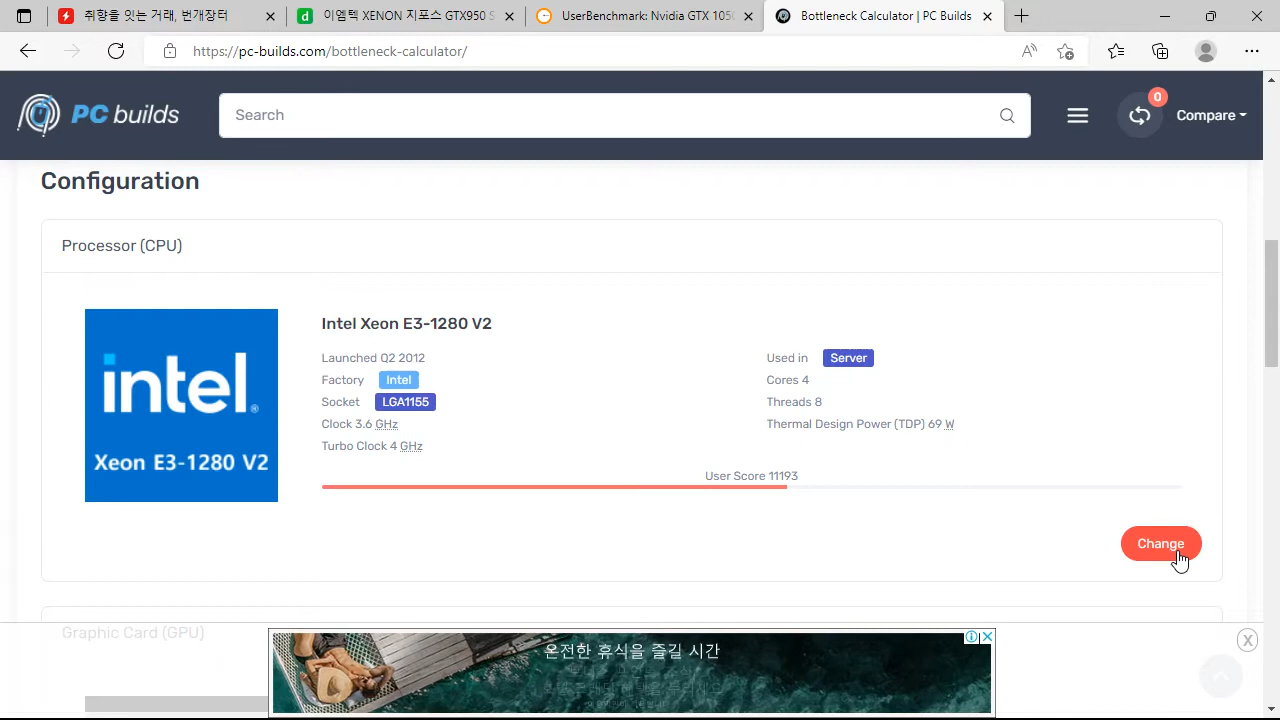 취향을 잇는 거래, 번개장터
이엠텍 XENON 지포스 GTX950 S
UserBenchmark: Nvidia GTX 1050
Bottleneck Calculator | PC Builds
https://pc-builds.com/bottleneck-calculator/
PC builds
Search
0
Compare
Configuration
Processor (CPU)
intel.
Xeon E3-1280 V2
Intel Xeon E3-1280 V2
Launched Q2 2012
Used in Server
Factory Intel
Cores 4
Socket LGA1155
Threads 8
Clock 3.6 GHz
Thermal Design Power (TDP) 69 W
Turbo Clock 4 GHz
User Score 11193
Change
Graphic Card (GPU)
온전한 휴식을 즐길 시간